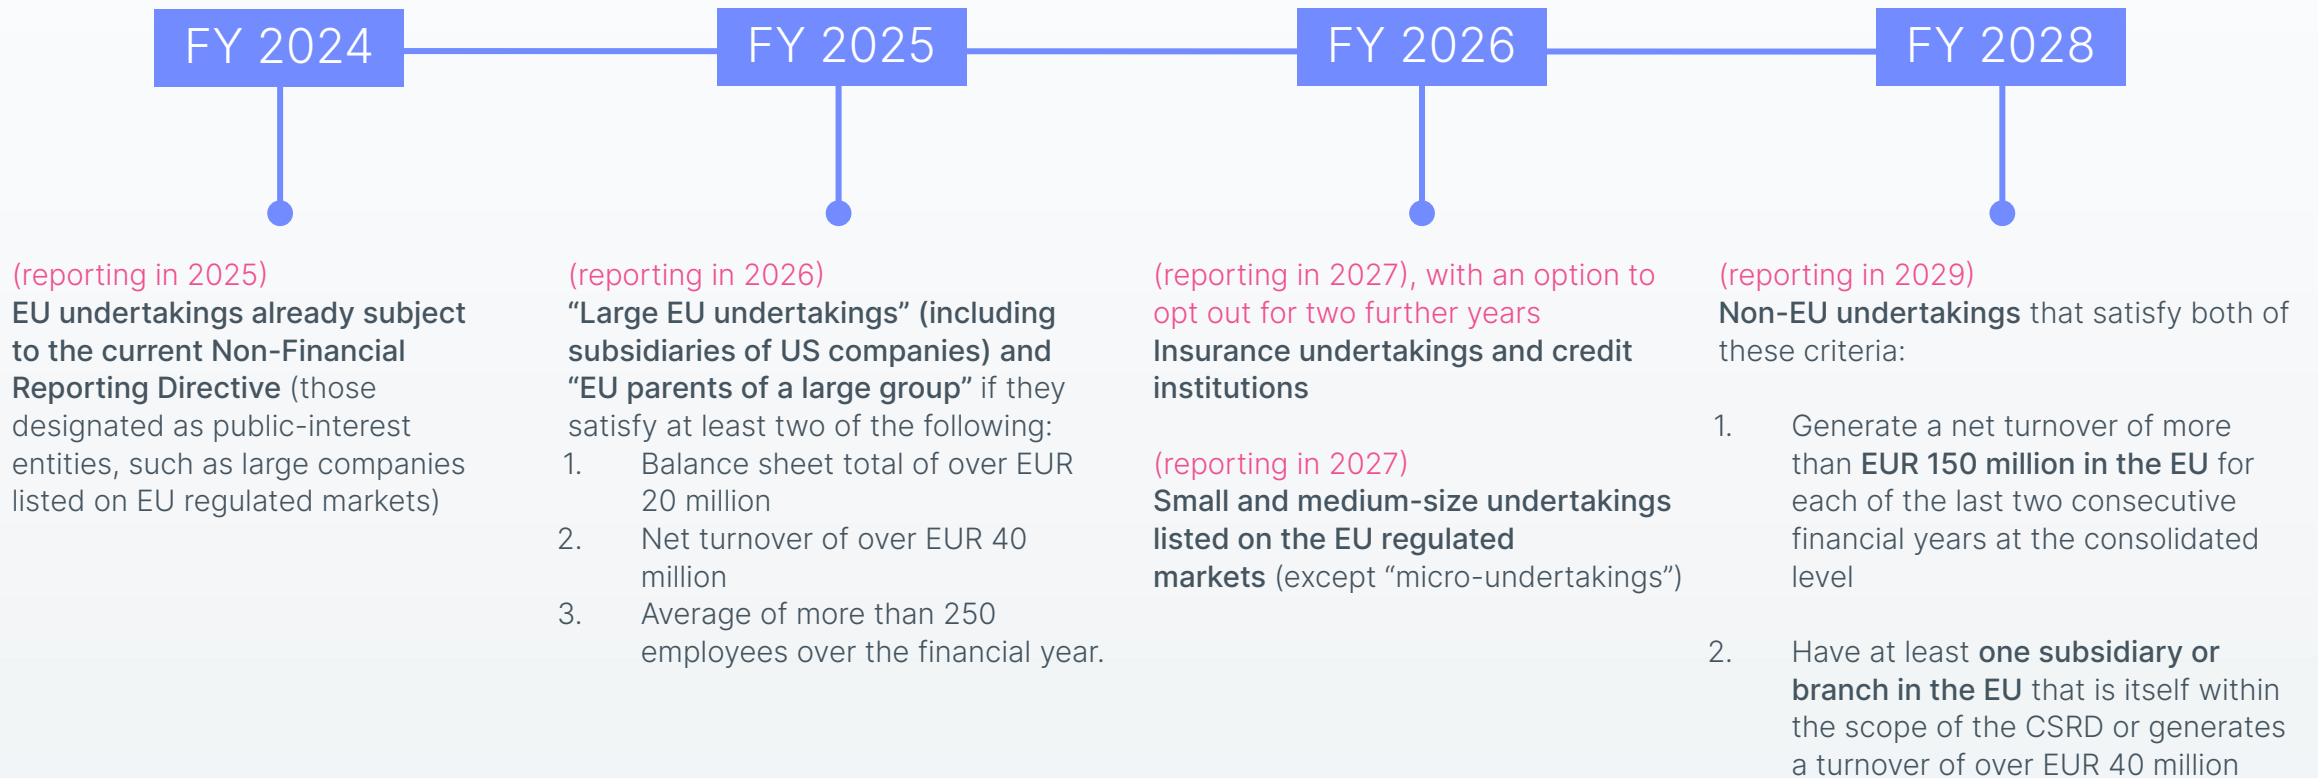 FY 2024
FY 2025
FY 2026
FY 2028
(reporting in 2025)
EU undertakings already subject
to the current Non-Financial
Reporting Directive (those
designated as public-interest
entities, such as large companies
listed on EU regulated markets)
(reporting in 2026)
“Large EU undertakings” (including
subsidiaries of US companies) and
“EU parents of a large group” if they
satisfy at least two of the following:
1. Balance sheet total of over EUR
20 million
2. Net turnover of over EUR 40
million
3. Average of more than 250
employees over the financial year.
(reporting in 2027), with an option to
opt out for two further years
Insurance undertakings and credit
institutions
(reporting in 2027)
Small and medium-size undertakings
listed on the EU regulated
markets (except “micro-undertakings”)
(reporting in 2029)
Non-EU undertakings that satisfy both of
these criteria:
1. Generate a net turnover of more
than EUR 150 million in the EU for
each of the last two consecutive
financial years at the consolidated
level
2. Have at least one subsidiary or
branch in the EU that is itself within
the scope of the CSRD or generates
a turnover of over EUR 40 million